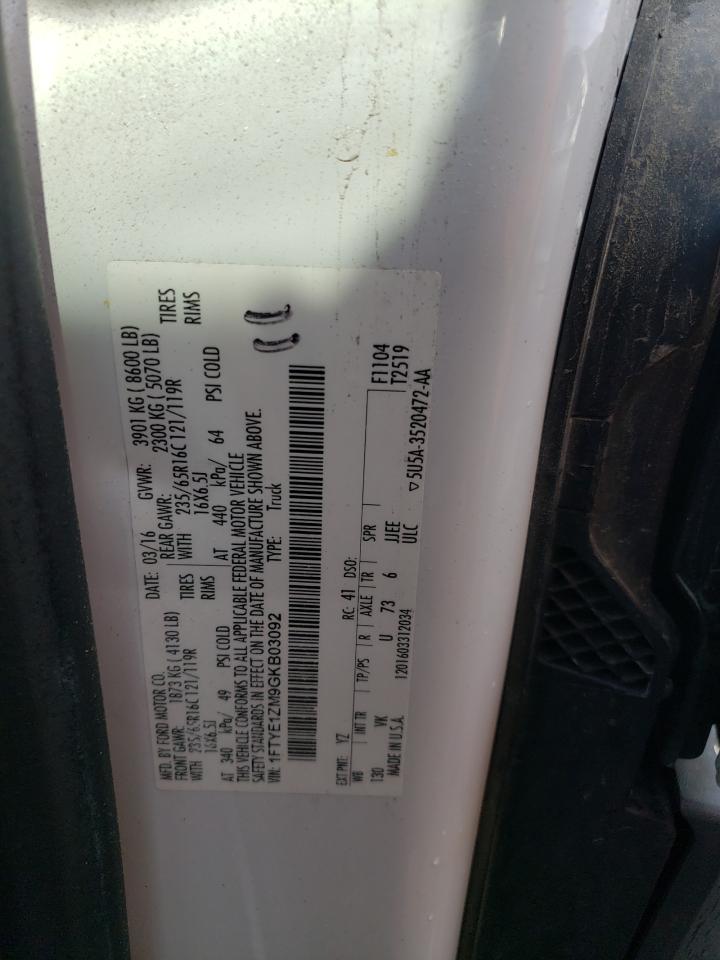 MFD. BY FORD MOTOR CO. DATE: 03/16 GVWR: 3901 KG ( 8600 LB)
FRONT GAWR: 1873 KG ( 4130 LB) REAR GAWR: 2300 KG ( 5070 LB)
WITH 235/65R16C 121/119R TIRES WITH 235/65R16C 121/119R TIRES
16X6.5J RIMS 16X6.5J RIMS
AT 340 kPa/ 49 PSI COLD AT 440 kPa/ 64 PSI COLD
THIS VEHICLE CONFORMS TO ALL APPLICABLE FEDERAL MOTOR VEHICLE
SAFETY STANDARDS IN EFFECT ON THE DATE OF MANUFACTURE SHOWN ABOVE.
VIN: 1FTYE1ZM9GKB03092 TYPE: Truck
EXT PNT: YZ RC: 41 DSO: F1104
WB INT TR TP/PS R AXLE TR SPR T2519
130 VK U 73 6 JJEE
MADE IN U.S.A. 1201603312034 ULC ▽5U5A-3520472-AA